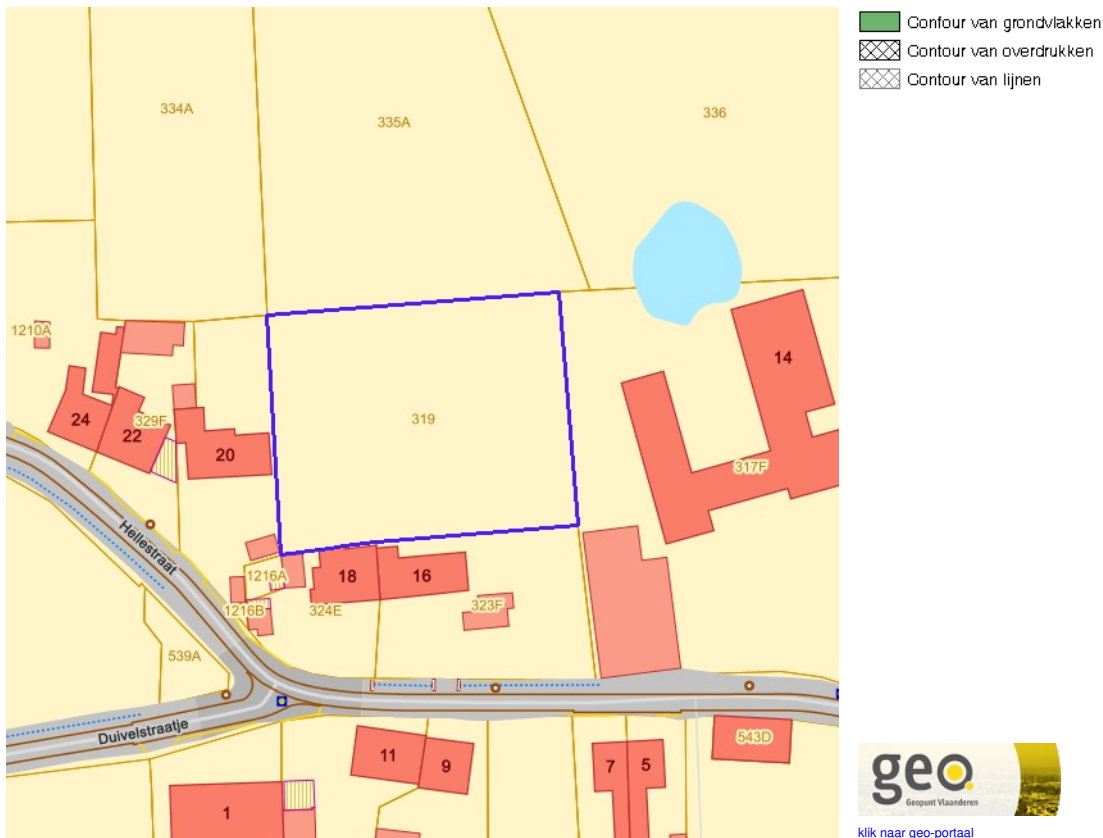 Contour van grondvlakken
Contour van overdrukken
Contour van lijnen
334A
335A
336
1210A
14
24
22
329F
20
319
317F
Hellestraat
1216A
18
16
1216B
324E
323F
539A
Duivelstraatje
11
9
7
5
543D
1
geo
Geopunt Vlaanderen
klik naar geo-portaal